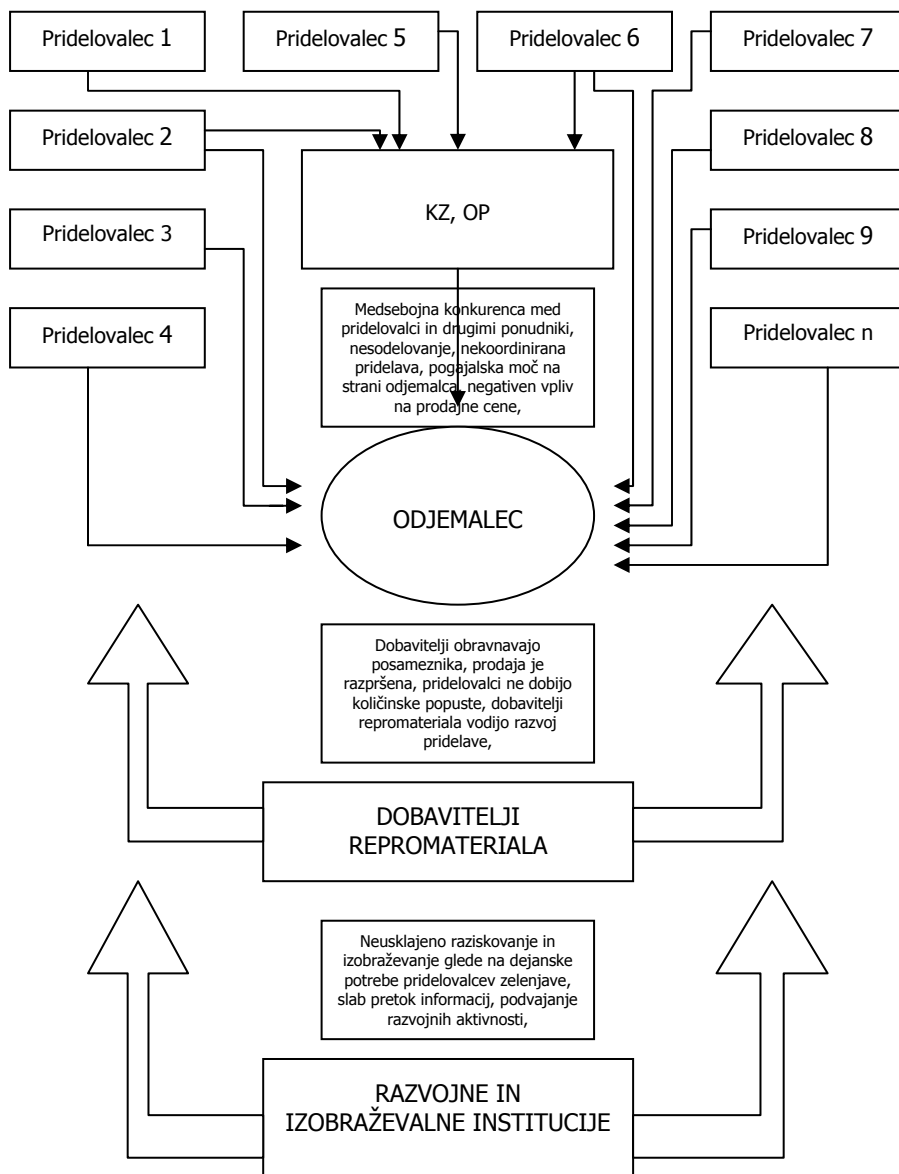 Pridelovalec 1
Pridelovalec 5
Pridelovalec 6
Pridelovalec 7
Pridelovalec 2
Pridelovalec 8
KZ, OP
Pridelovalec 3
Pridelovalec 9
Pridelovalec 4
Pridelovalec n
Medsebojna konkurenca med
pridelovalci in drugimi ponudniki,
nesodelovanje, nekoordinirana
pridelava, pogajalska moč na
strani odjemalca, negativen vpliv
na prodajne cene,
ODJEMALEC
Dobavitelji obravnavajo
posameznika, prodaja je
razpršena, pridelovalci ne dobijo
količinske popuste, dobavitelji
repromateriala vodijo razvoj
pridelave,
DOBAVITELJI
REPROMATERIALA
Neusklajeno raziskovanje in
izobraževanje glede na dejanske
potrebe pridelovalcev zelenjave,
slab pretok informacij, podvajanje
razvojnih aktivnosti,
RAZVOJNE IN
IZOBRAŽEVALNE INSTITUCIJE